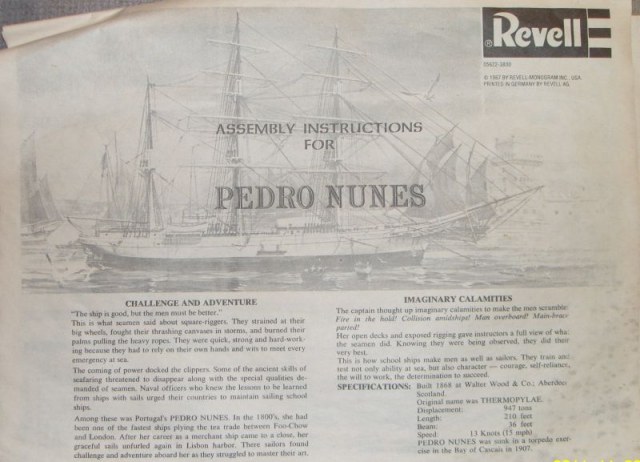 Revell
05622-0800
© 1987 BY REVELL-MONOGRAM INC., USA
PRINTED IN GERMANY BY REVELL AG
ASSEMBLY INSTRUCTIONS
FOR
PEDRO NUNES
CHALLENGE AND ADVENTURE
"The ship is good, but the men must be better."
This is what seamen said about square-riggers. They strained at their
big wheels, fought their thrashing canvases in storms, and burned their
palms pulling the heavy ropes. They were quick, strong and hard-work-
ing because they had to rely on their own hands and wits to meet every
emergency at sea.
The coming of power docked the clippers. Some of the ancient skills of
seafaring threatened to disappear along with the special qualities de-
manded of seamen. Naval officers who knew the lessons to be learned
from ships with sails urged their countries to maintain sailing school
ships.
Among these was Portugal's PEDRO NUNES. In the 1800's, she had
been one of the fastest ships plying the tea trade between Foo-Chow
and London. After her career as a merchant ship came to a close, her
graceful sails unfurled again in Lisbon harbor. There sailors found
challenge and adventure aboard her as they struggled to master their art.
IMAGINARY CALAMITIES
The captain thought up imaginary calamities to make the men scramble:
Fire in the hold! Collision amidships! Man overboard! Main-brace
parted!
Her open decks and exposed rigging gave instructors a full view of what
the seamen did. Knowing they were being observed, they did their
very best.
This is how school ships make men as well as sailors. They train and
test not only ability at sea, but also character — courage, self-reliance,
the will to work, the determination to succeed.
SPECIFICATIONS: Built 1868 at Walter Wood & Co., Aberdeen
Scotland
Original name was THERMOPYLAE.
Displacement: 947 tons
Length: 210 feet
Beam: 36 feet
Speed: 13 Knots (15 mph)
PEDRO NUNES was sunk in a torpedo exer-
cise in the Bay of Cascais in 1907.